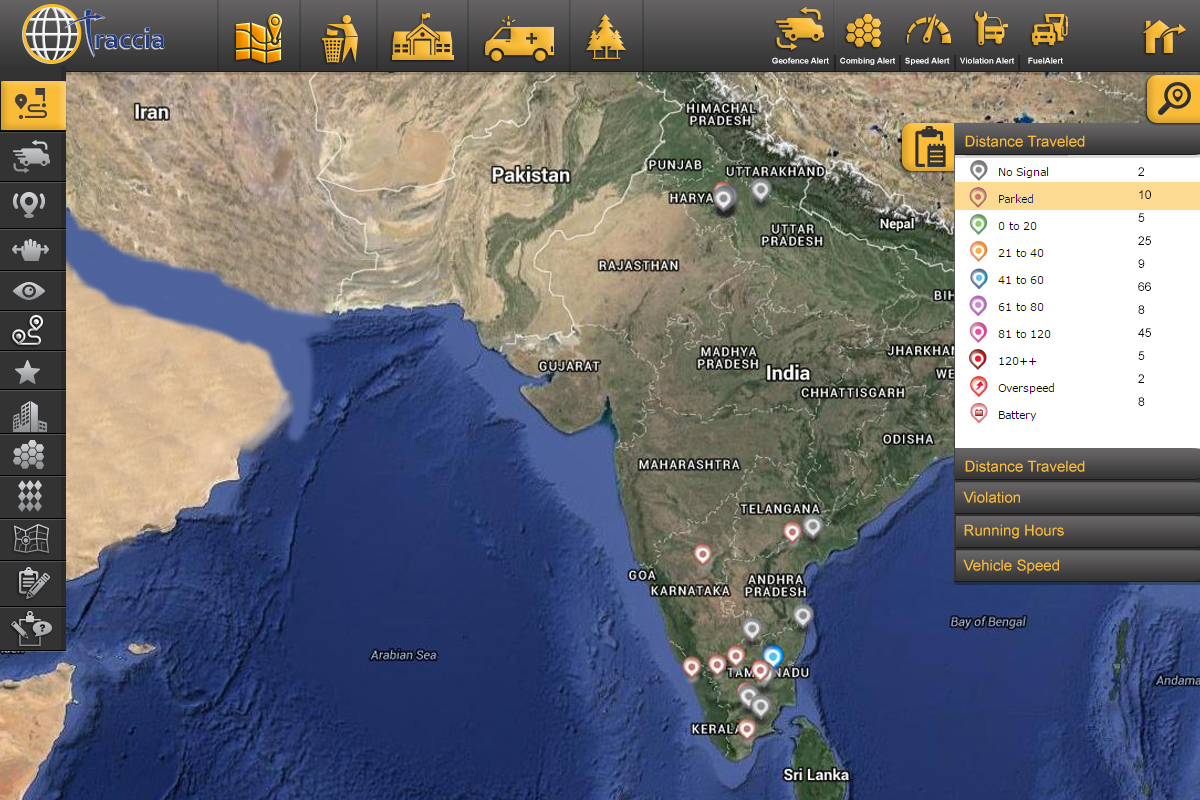 Traccia
Geofence Alert
Combing Alert
Speed Alert
Violation Alert
FuelAlert
Iran
Pakistan
HIMACHAL
PRADESH
PUNJAB
UTTARAKHAND
HARYA
Nepal
UTTAR
PRADESH
RAJASTHAN
BIH
GUJARAT
MADHYA
PRADESH
India
JHARKHAN
WE
CHHATTISGARH
ODISHA
MAHARASHTRA
TELANGANA
GOA
KARNATAKA
ANDHRA
PRADESH
Bay of Bengal
Arabian Sea
TAM NADU
Andama
KERALA
Sri Lanka
Distance Traveled
No Signal 2
Parked 10
0 to 20 5
21 to 40 25
41 to 60 9
61 to 80 66
81 to 120 8
120++ 45
Overspeed 5
Battery 2
8
Distance Traveled
Violation
Running Hours
Vehicle Speed